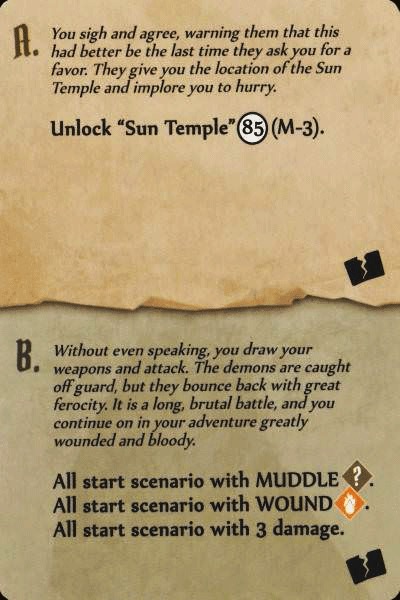 A. You sigh and agree, warning them that this
had better be the last time they ask you for a
favor. They give you the location of the Sun
Temple and implore you to hurry.
Unlock “Sun Temple” 85 (M-3).
B. Without even speaking, you draw your
weapons and attack. The demons are caught
off guard, but they bounce back with great
ferocity. It is a long, brutal battle, and you
continue on in your adventure greatly
wounded and bloody.
All start scenario with MUDDLE ?.
All start scenario with WOUND.
All start scenario with 3 damage.